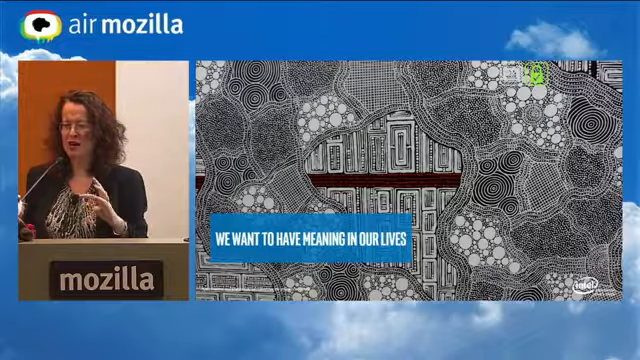 air mozilla
WE WANT TO HAVE MEANING IN OUR LIVES
mozilla
intel